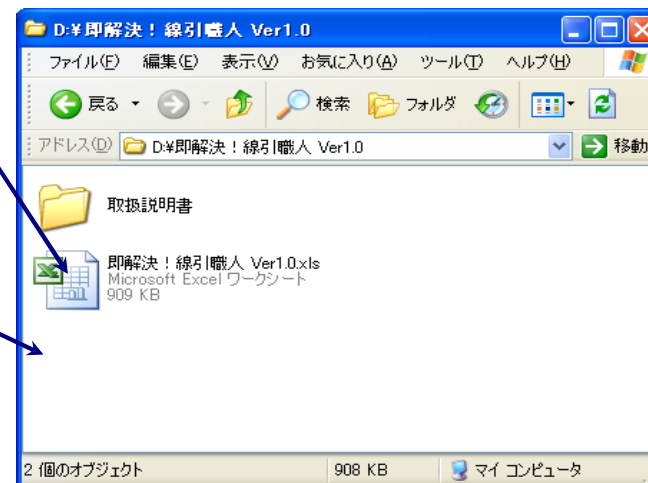 D:¥即解決！線引職人 Ver1.0
ファイル(F) 編集(E) 表示(V) お気に入り(A) ツール(T) ヘルプ(H)
戻る 検索 フォルダ
アドレス(D) D:¥即解決！線引職人 Ver1.0 移動
取扱説明書
即解決！線引職人 Ver1.0.xls
Microsoft Excel ワークシート
909 KB
2 個のオブジェクト 908 KB マイ コンピュータ